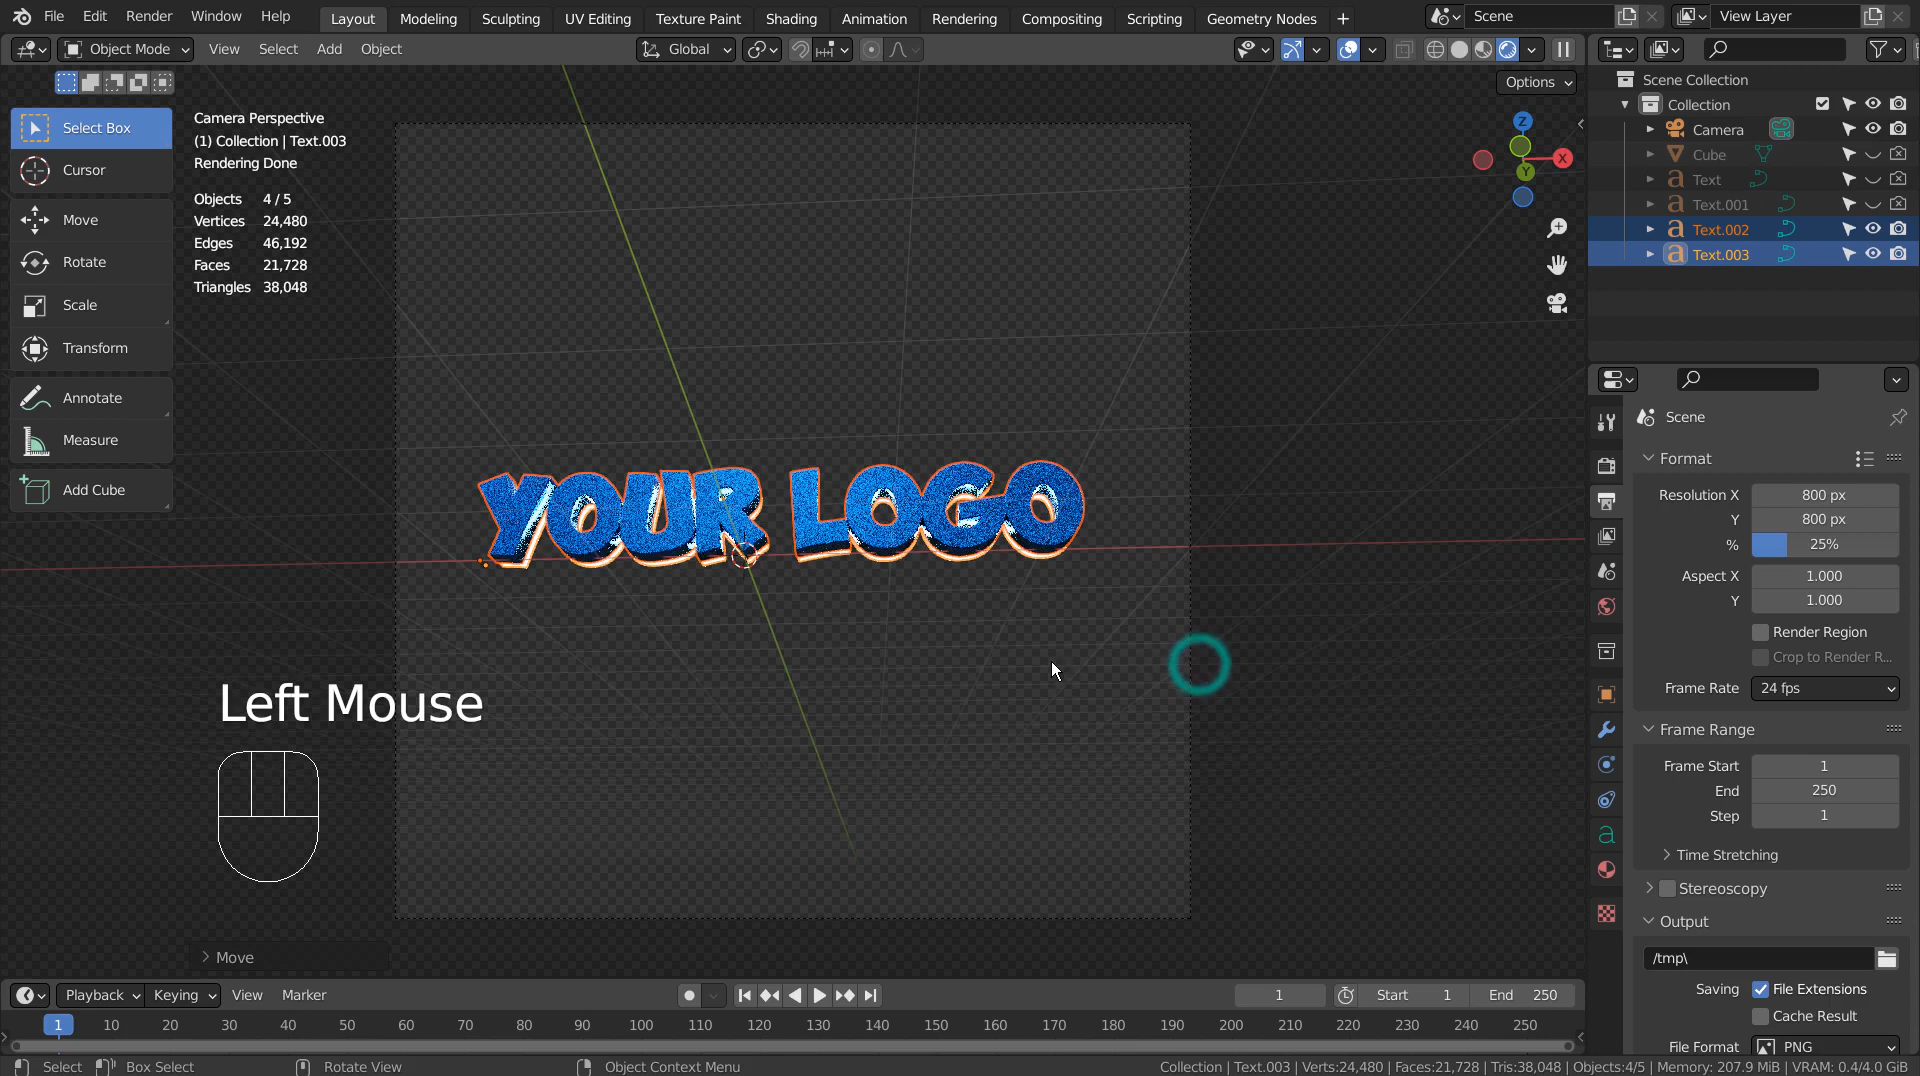 File Edit Render Window Help Layout Modeling Sculpting UV Editing Texture Paint Shading Animation Rendering Compositing Scripting Geometry Nodes + Scene View Layer
Object Mode View Select Add Object Global
Options
Select Box
Cursor
Move
Rotate
Scale
Transform
Annotate
Measure
Add Cube
Camera Perspective
(1) Collection | Text.003
Rendering Done
Objects 4 / 5
Vertices 24,480
Edges 46,192
Faces 21,728
Triangles 38,048
Z
X
Y
YOUR LOGO
Left Mouse
Move
Scene Collection
Collection
Camera
Cube
Text
Text.001
Text.002
Text.003
Scene
Format
Resolution X 800 px
Y 800 px
% 25%
Aspect X 1.000
Y 1.000
Render Region
Crop to Render R...
Frame Rate 24 fps
Frame Range
Frame Start 1
End 250
Step 1
Time Stretching
Stereoscopy
Output
/tmp\
Saving File Extensions
Cache Result
File Format PNG
Playback Keying View Marker 1 Start 1 End 250
1 10 20 30 40 50 60 70 80 90 100 110 120 130 140 150 160 170 180 190 200 210 220 230 240 250
Select Box Select Rotate View Object Context Menu Collection | Text.003 | Verts:24,480 | Faces:21,728 | Tris:38,048 | Objects:4/5 | Memory: 207.9 MiB | VRAM: 0.4/4.0 GiB